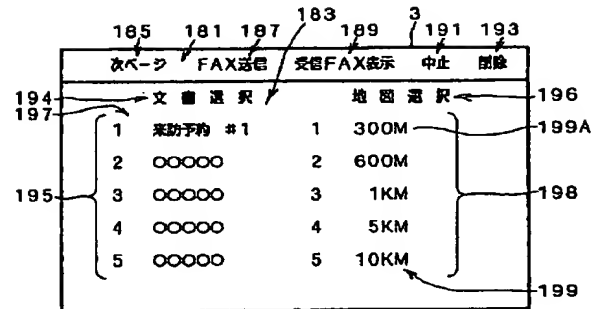 185 181 187 183 189 3 191 193
次ページ FAX送信 受信FAX表示 中止 削除
194 文書選択 地図選択 196
197
1 来訪予約 #1 1 300M 199A
2 ○○○○○ 2 600M
195 3 ○○○○○ 3 1KM 198
4 ○○○○○ 4 5KM
5 ○○○○○ 5 10KM
199